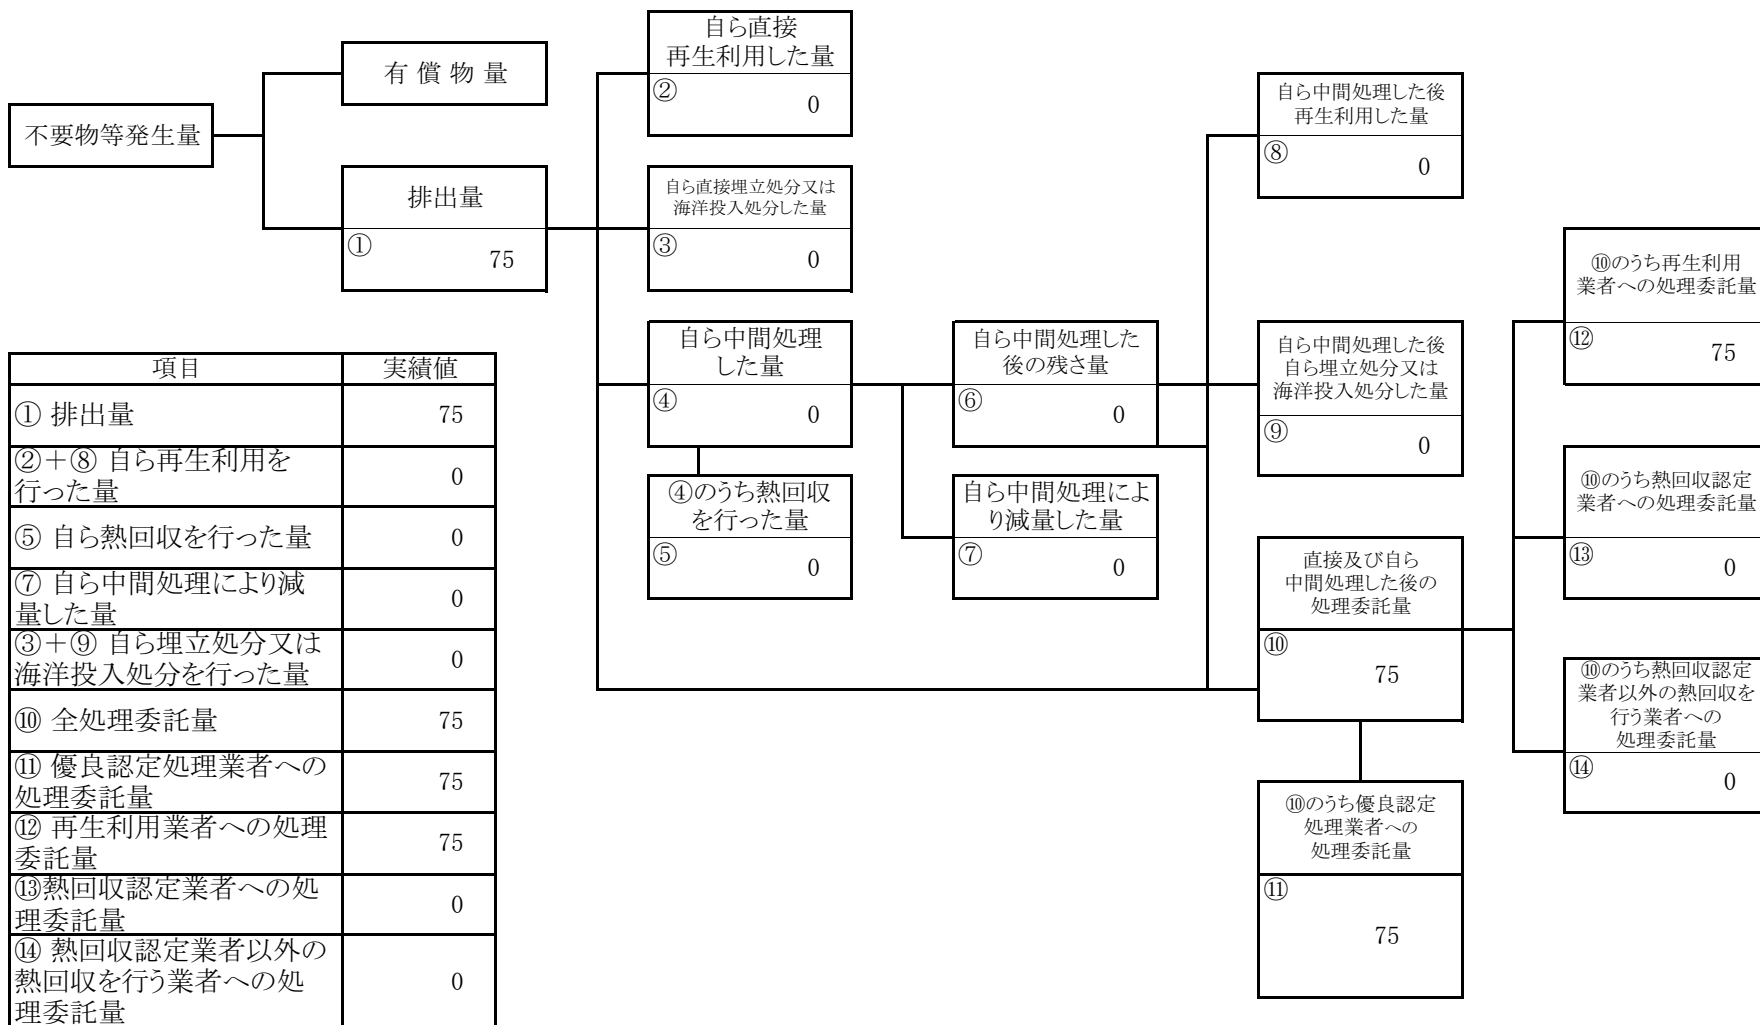 不要物等発生量
有償物量
排出量
①
75
自ら直接
再生利用した量
②
0
自ら直接埋立処分又は
海洋投入処分した量
③
0
自ら中間処理
した量
④
0
④のうち熱回収
を行った量
⑤
0
自ら中間処理した
後の残さ量
⑥
0
自ら中間処理によ
り減量した量
⑦
0
自ら中間処理した後
再生利用した量
⑧
0
自ら中間処理した後
自ら埋立処分又は
海洋投入処分した量
⑨
0
直接及び自ら
中間処理した後の
処理委託量
⑩
75
⑩のうち優良認定
処理業者への
処理委託量
⑪
75
⑩のうち再生利用
業者への処理委託量
⑫
75
⑩のうち熱回収認定
業者への処理委託量
⑬
0
⑩のうち熱回収認定
業者以外の熱回収を
行う業者への
処理委託量
⑭
0
項目 実績値
① 排出量 75
②＋⑧ 自ら再生利用を
行った量 0
⑤ 自ら熱回収を行った量 0
⑦ 自ら中間処理により減
量した量 0
③＋⑨ 自ら埋立処分又は
海洋投入処分を行った量 0
⑩ 全処理委託量 75
⑪ 優良認定処理業者への
処理委託量 75
⑫ 再生利用業者への処理
委託量 75
⑬熱回収認定業者への処
理委託量 0
⑭ 熱回収認定業者以外の
熱回収を行う業者への処
理委託量 0